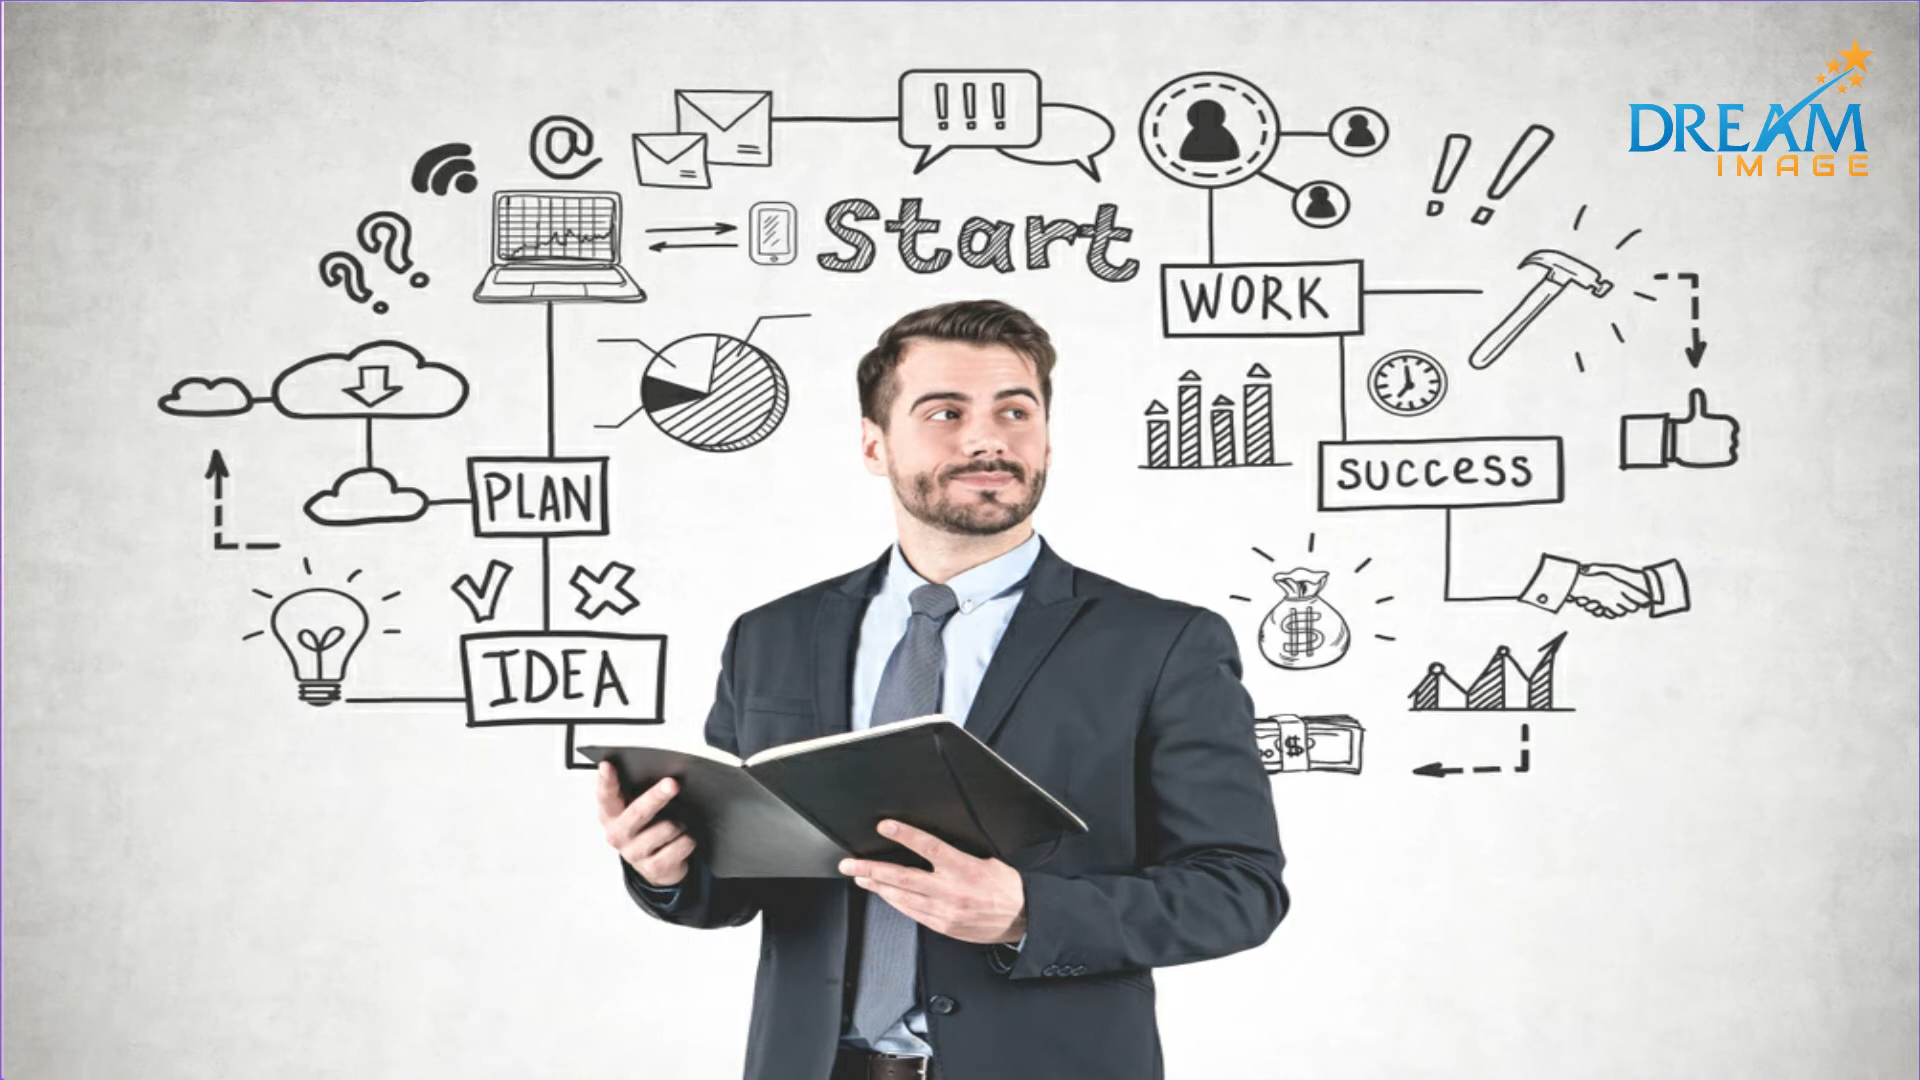 DREAM
IMAGE
@
!!!
!!
Start
??
WORK
SUCCESS
PLAN
IDEA
$
$